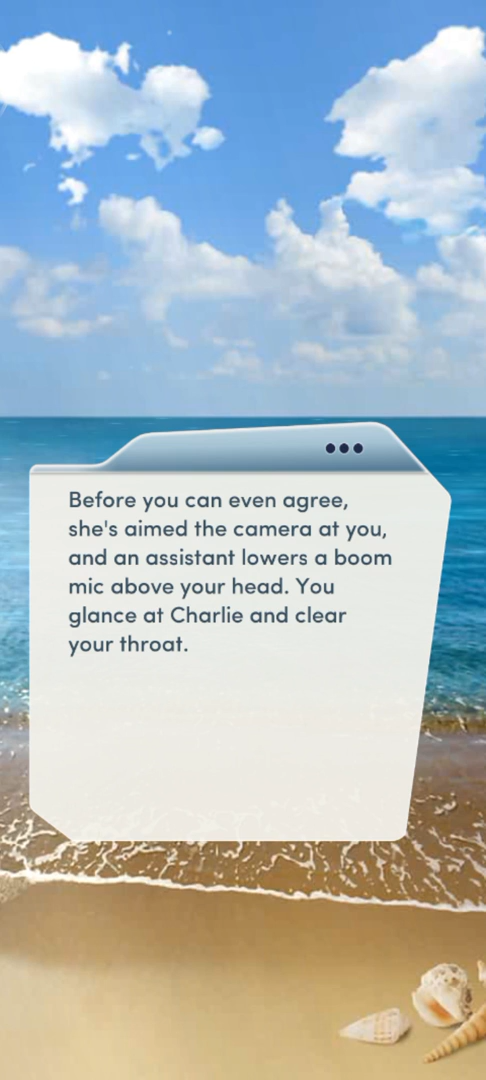 Before you can even agree,
she's aimed the camera at you,
and an assistant lowers a boom
mic above your head. You
glance at Charlie and clear
your throat.